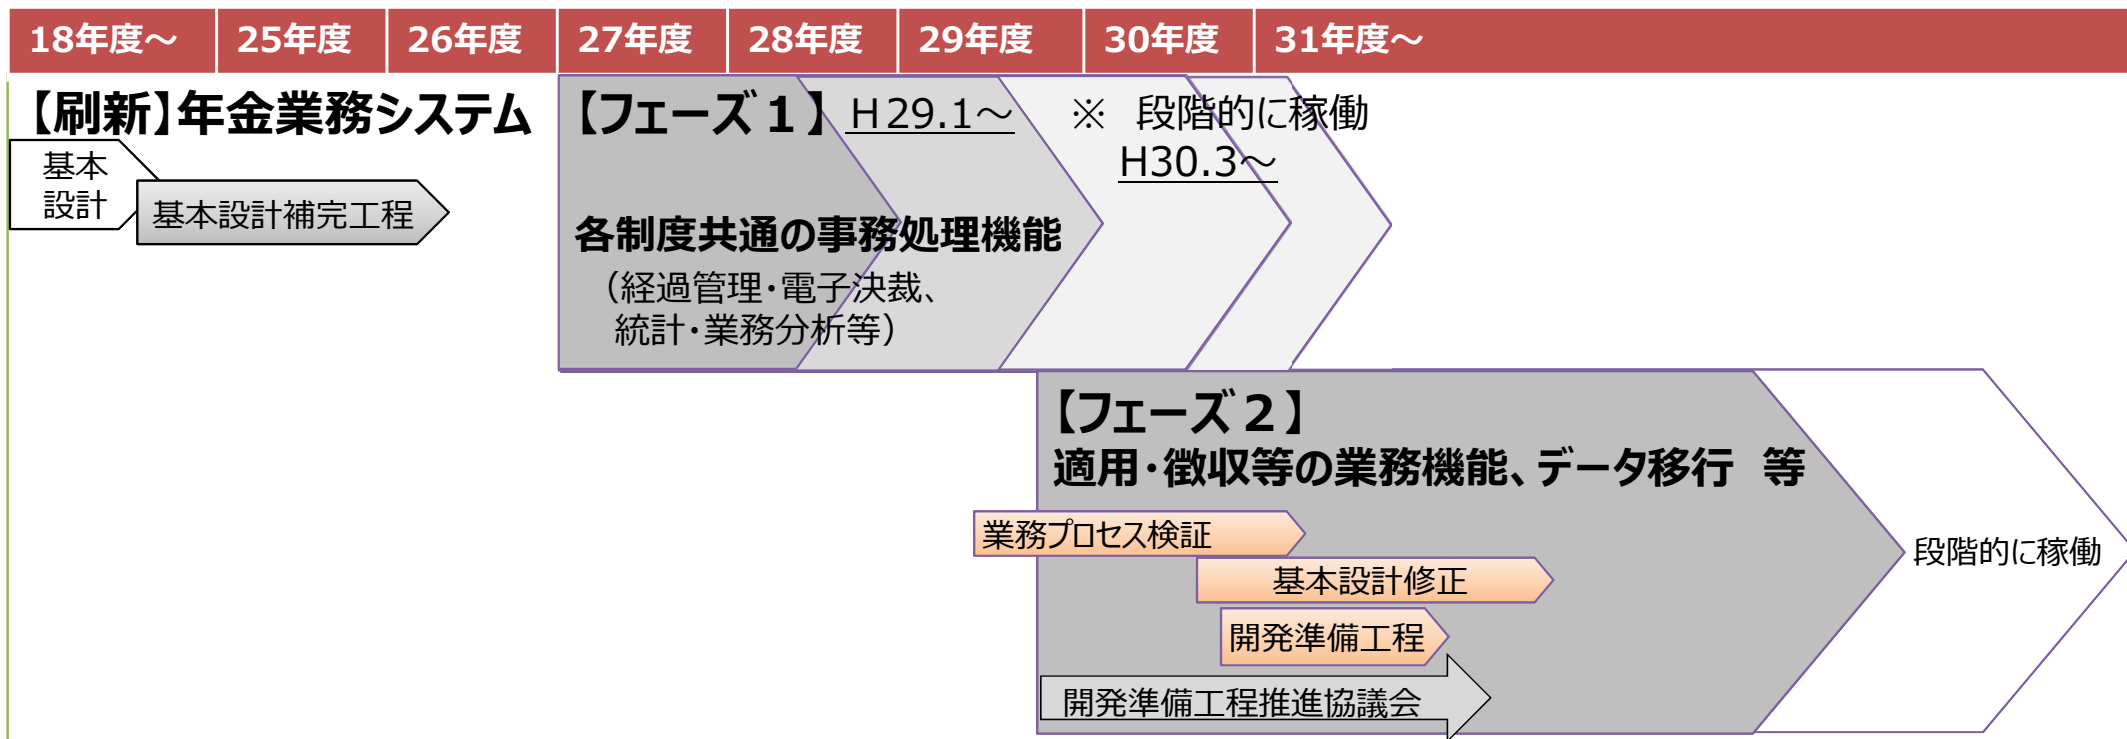 18年度～ 25年度 26年度 27年度 28年度 29年度 30年度 31年度～
【刷新】年金業務システム
基本
設計
基本設計補完工程
【フェーズ１】 H29.1～ ※ 段階的に稼働
H30.3～
各制度共通の事務処理機能
（経過管理・電子決裁、
統計・業務分析等）
【フェーズ２】
適用・徴収等の業務機能、データ移行 等
業務プロセス検証
基本設計修正
開発準備工程
開発準備工程推進協議会
段階的に稼働